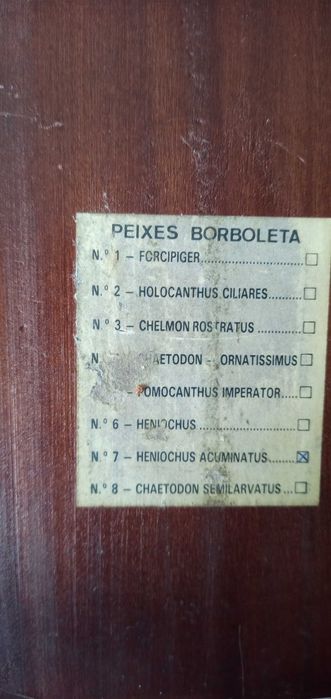 PEIXES BORBOLETA
N.º 1 – FORCIPIGER
N.º 2 – HOLOCANTHUS CILIARES
N.º 3 – CHELMON ROSTRATUS
N. CHAETODON – ORNATISSIMUS
– POMOCANTHUS IMPERATOR
N.º 6 – HENIOCHUS
N.º 7 – HENIOCHUS ACUMINATUS
N.º 8 – CHAETODON SEMILARVATUS